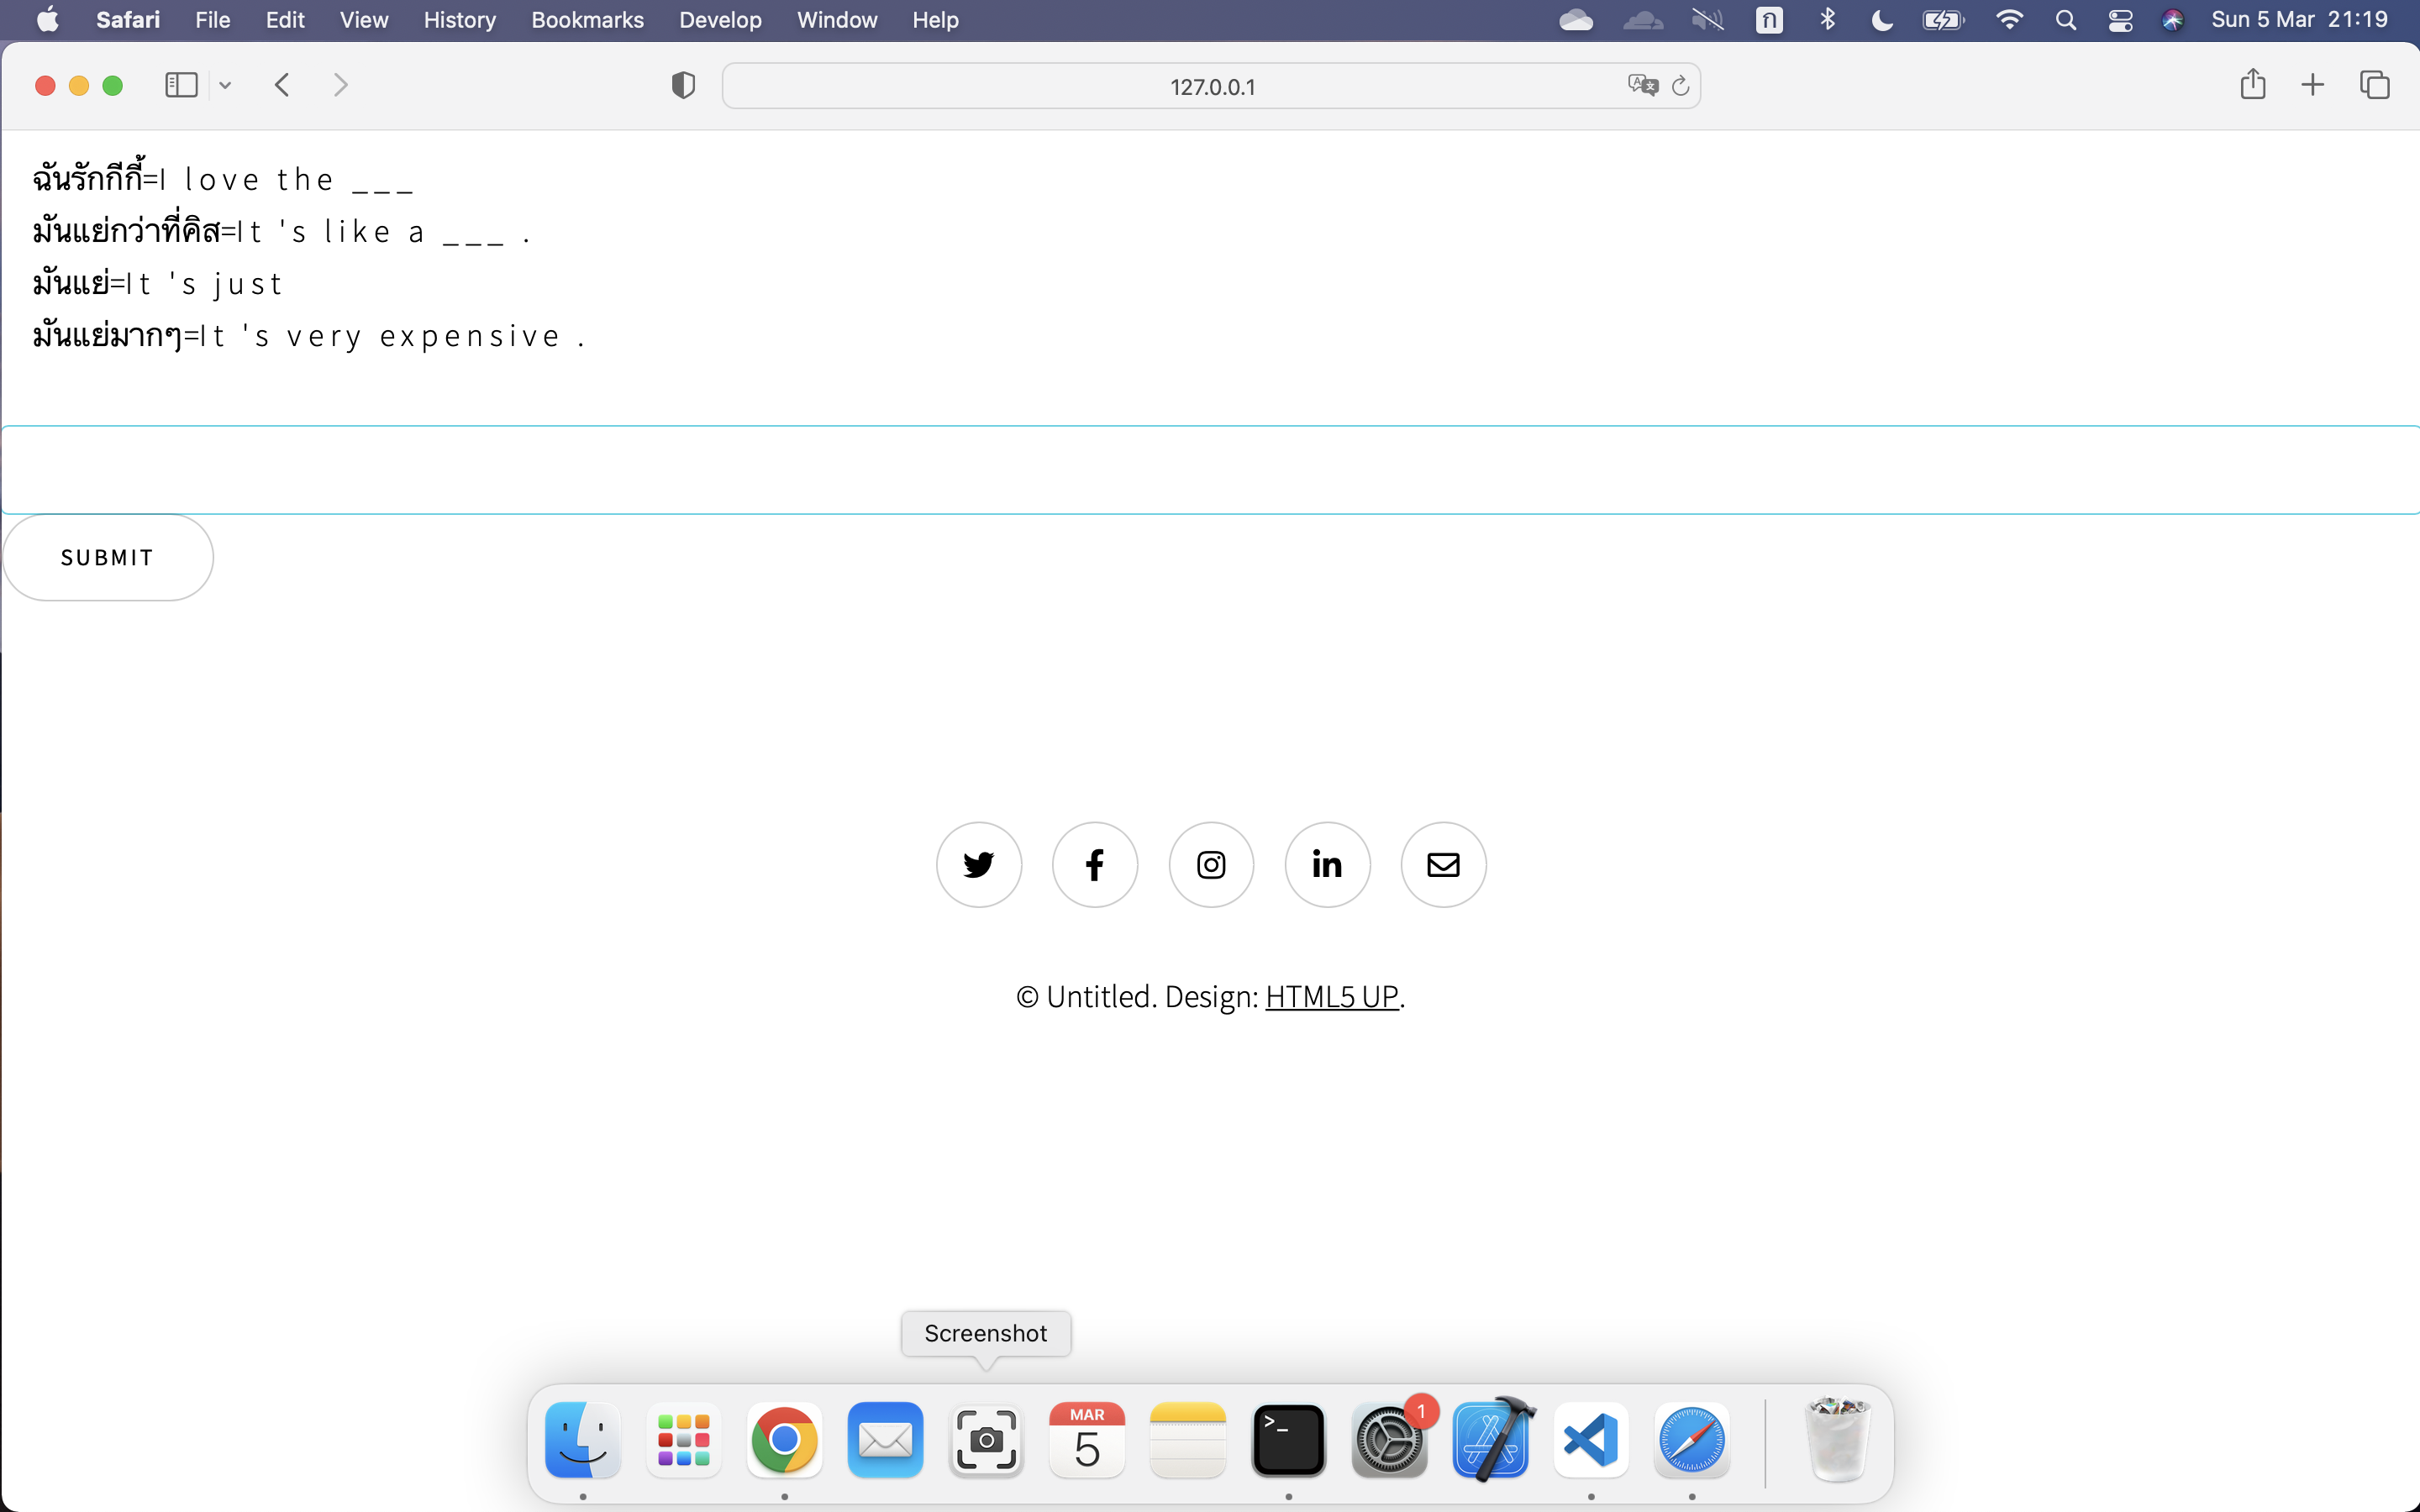 Safari File Edit View History Bookmarks Develop Window Help ก Sun 5 Mar 21:19
127.0.0.1
ฉันรักกีกี้=I love the ___
มันแย่กว่าที่คิส=It 's like a ___ .
มันแย่=It 's just
มันแย่มากๆ=It 's very expensive .
SUBMIT
© Untitled. Design: HTML5 UP.
Screenshot
MAR
5
1